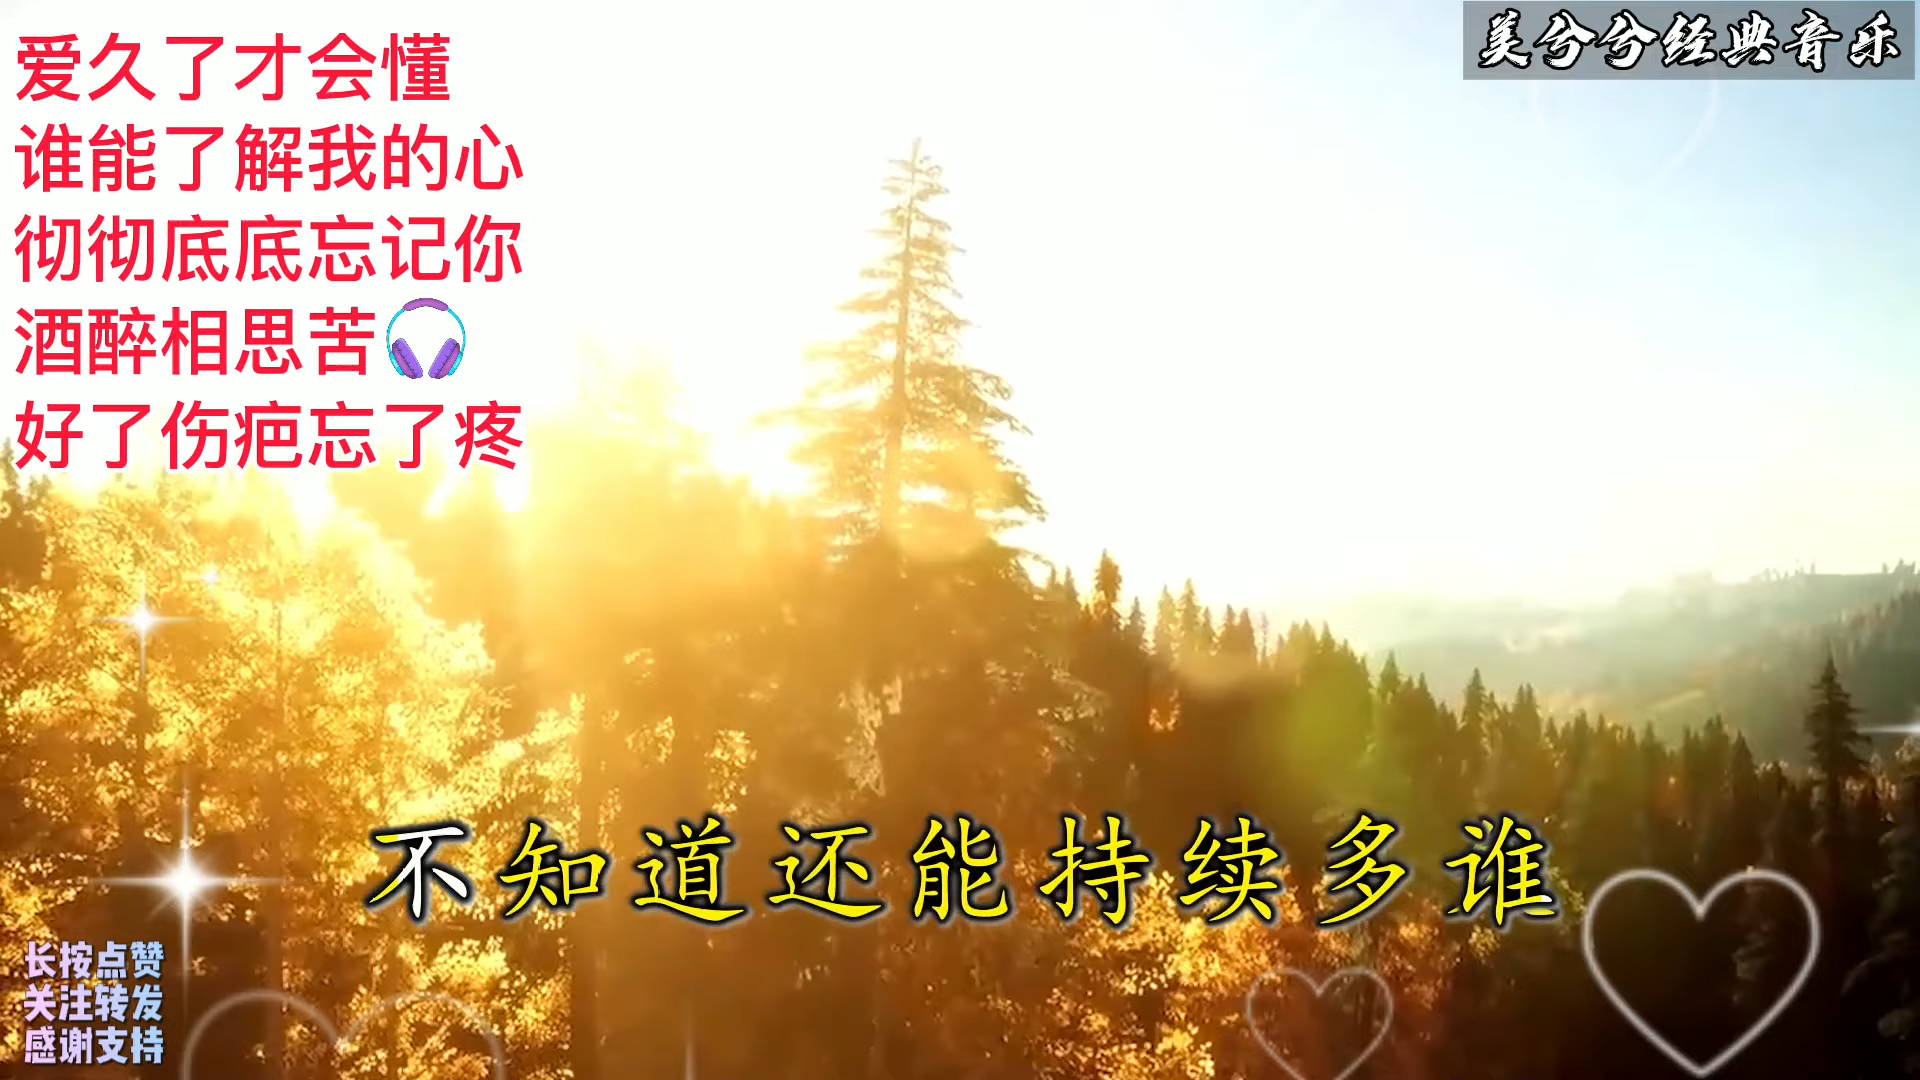 美兮兮经典音乐
爱久了才会懂
谁能了解我的心
彻彻底底忘记你
酒醉相思苦
好了伤疤忘了疼
不知道还能持续多谁
长按点赞
关注转发
感谢支持